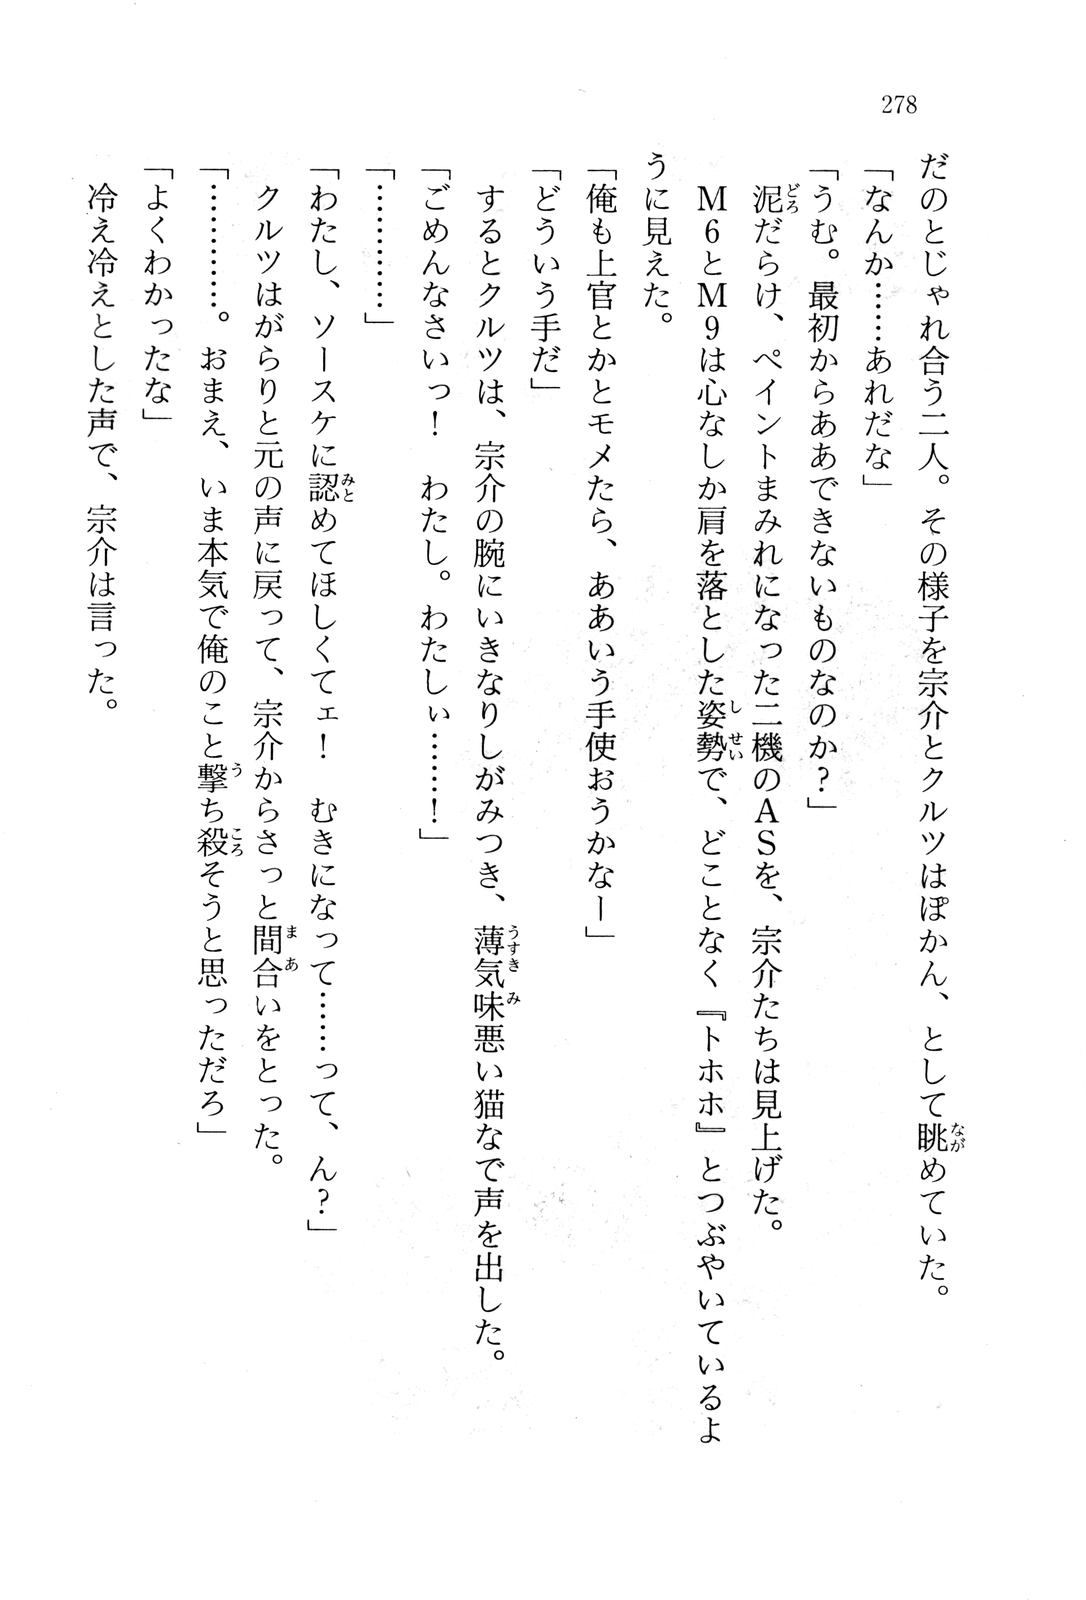 278
だのとじゃれ合う二人。その様子を宗介とクルツはぽかん、として眺めていた。
「なんか……あれだな」
「うむ。最初からああできないものなのか？」
泥だらけ、ペイントまみれになった二機のＡＳを、宗介たちは見上げた。
Ｍ６とＭ９は心なしか肩を落とした姿勢で、どことなく『トホホ』とつぶやいているよ
うに見えた。
「俺も上官とかとモメたら、ああいう手使おうかなー」
「どういう手だ」
するとクルツは、宗介の腕にいきなりしがみつき、薄気味悪い猫なで声を出した。
「ごめんなさいっ！　わたし。わたしぃ……！」
「…………」
「わたし、ソースケに認めてほしくてェ！　むきになって……って、ん？」
クルツはがらりと元の声に戻って、宗介からさっと間合いをとった。
「…………。おまえ、いま本気で俺のこと撃ち殺そうと思っただろ」
「よくわかったな」
冷え冷えとした声で、宗介は言った。